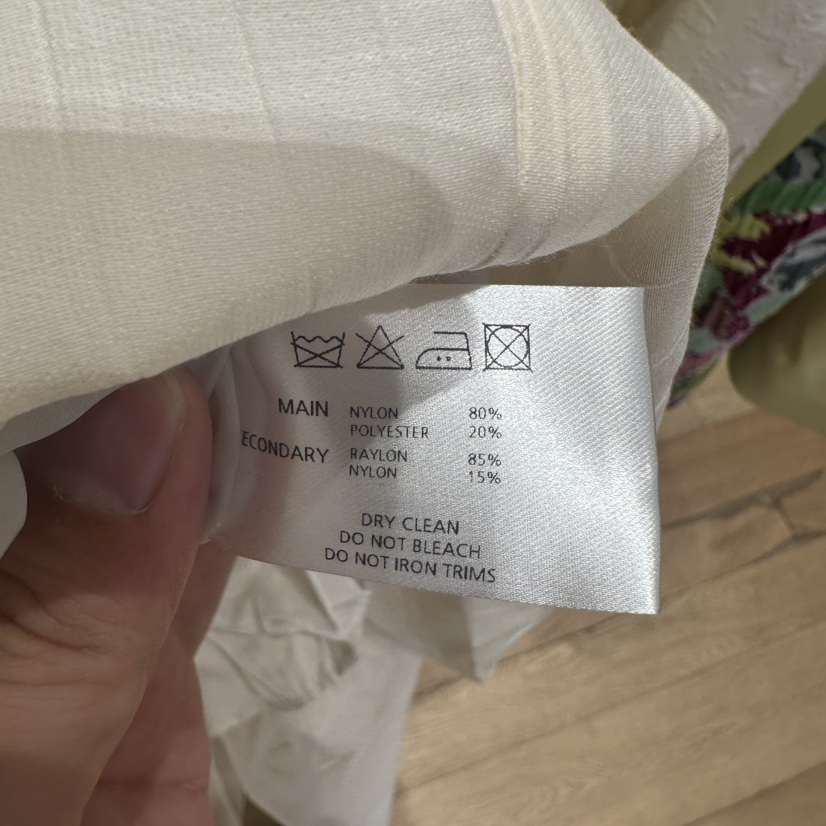 MAIN NYLON 80%
POLYESTER 20%
ECONDARY RAYLON 85%
NYLON 15%
DRY CLEAN
DO NOT BLEACH
DO NOT IRON TRIMS